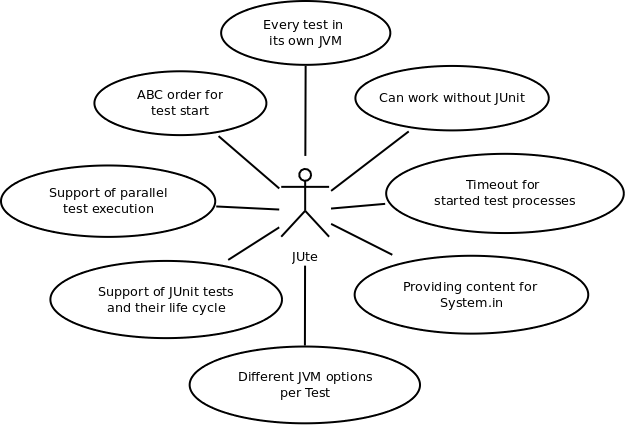 Every test in
its own JVM
ABC order for
test start
Can work without JUnit
Support of parallel
test execution
Timeout for
started test processes
JUte
Support of JUnit tests
and their life cycle
Providing content for
System.in
Different JVM options
per Test